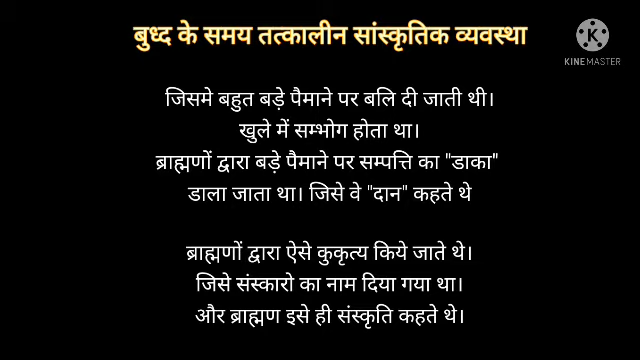 बुध्द के समय तत्कालीन सांस्कृतिक व्यवस्था
K
KINEMASTER
जिसमे बहुत बड़े पैमाने पर बलि दी जाती थी।
खुले में सम्भोग होता था।
ब्राह्मणों द्वारा बड़े पैमाने पर सम्पत्ति का "डाका"
डाला जाता था। जिसे वे "दान" कहते थे
ब्राह्मणों द्वारा ऐसे कुकृत्य किये जाते थे।
जिसे संस्कारो का नाम दिया गया था।
और ब्राह्मण इसे ही संस्कृति कहते थे।